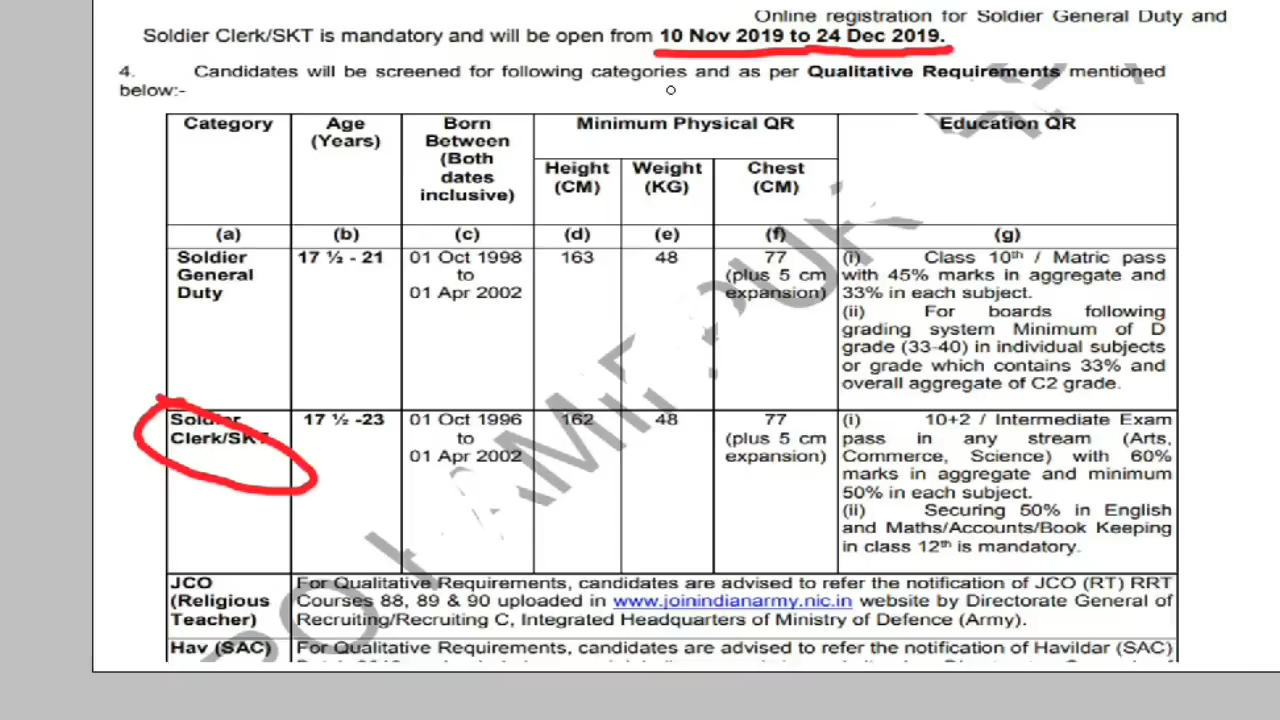 Online registration for Soldier General Duty and
Soldier Clerk/SKT is mandatory and will be open from 10 Nov 2019 to 24 Dec 2019.
4. Candidates will be screened for following categories and as per Qualitative Requirements mentioned
below:-
Category
Age
(Years)
Born
Between
(Both
dates
inclusive)
Minimum Physical QR
Height
(CM)
Weight
(KG)
Chest
(CM)
Education QR
(a) (b) (c) (d) (e) (f) (g)
Soldier
General
Duty
17 ½ - 21
01 Oct 1998
to
01 Apr 2002
163
48
77
(plus 5 cm
expansion)
(i) Class 10th / Matric pass
with 45% marks in aggregate and
33% in each subject.
(ii) For boards following
grading system Minimum of D
grade (33-40) in individual subjects
or grade which contains 33% and
overall aggregate of C2 grade.
Soldier
Clerk/SKT
17 ½ -23
01 Oct 1996
to
01 Apr 2002
162
48
77
(plus 5 cm
expansion)
(i) 10+2 / Intermediate Exam
pass in any stream (Arts,
Commerce, Science) with 60%
marks in aggregate and minimum
50% in each subject.
(ii) Securing 50% in English
and Maths/Accounts/Book Keeping
in class 12th is mandatory.
JCO
(Religious
Teacher)
For Qualitative Requirements, candidates are advised to refer the notification of JCO (RT) RRT
Courses 88, 89 & 90 uploaded in www.joinindianarmy.nic.in website by Directorate General of
Recruiting/Recruiting C, Integrated Headquarters of Ministry of Defence (Army).
Hav (SAC)
For Qualitative Requirements, candidates are advised to refer the notification of Havildar (SAC)